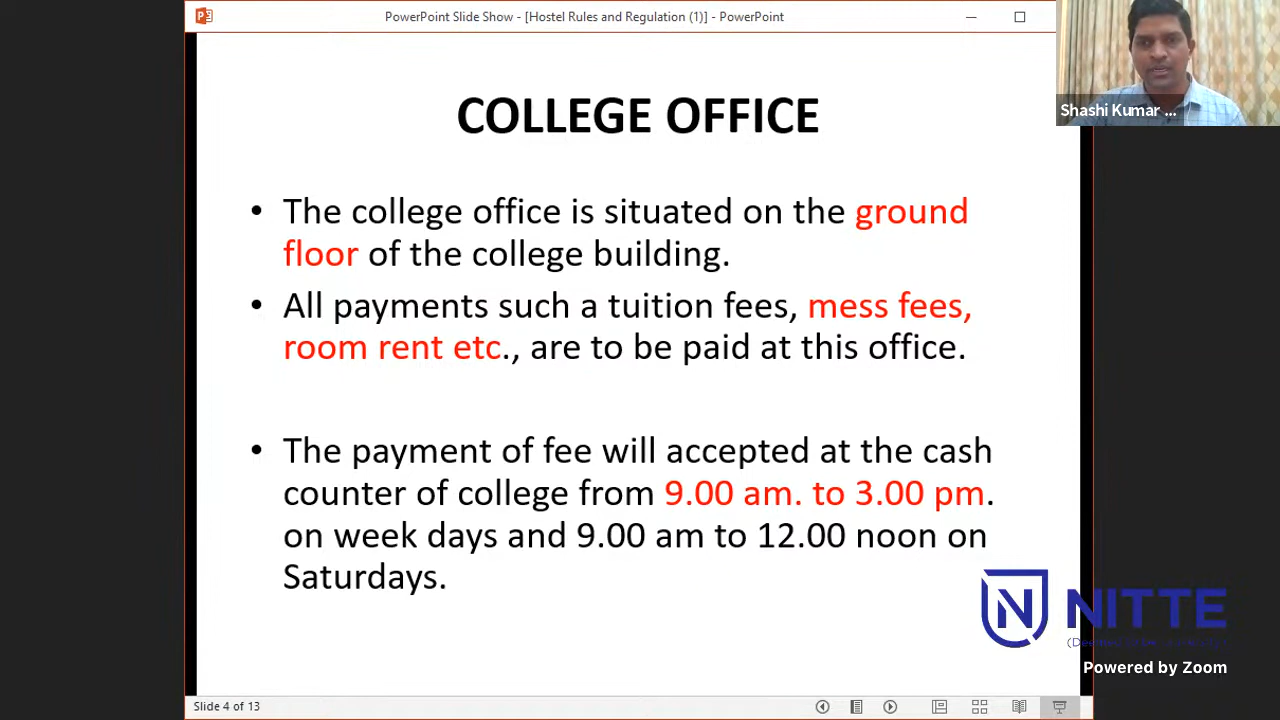 PowerPoint Slide Show - [Hostel Rules and Regulation (1)] - PowerPoint
Shashi Kumar ...
COLLEGE OFFICE
• The college office is situated on the ground
floor of the college building.
• All payments such a tuition fees, mess fees,
room rent etc., are to be paid at this office.
• The payment of fee will accepted at the cash
counter of college from 9.00 am. to 3.00 pm.
on week days and 9.00 am to 12.00 noon on
Saturdays.
N NITTE
Powered by Zoom
Slide 4 of 13